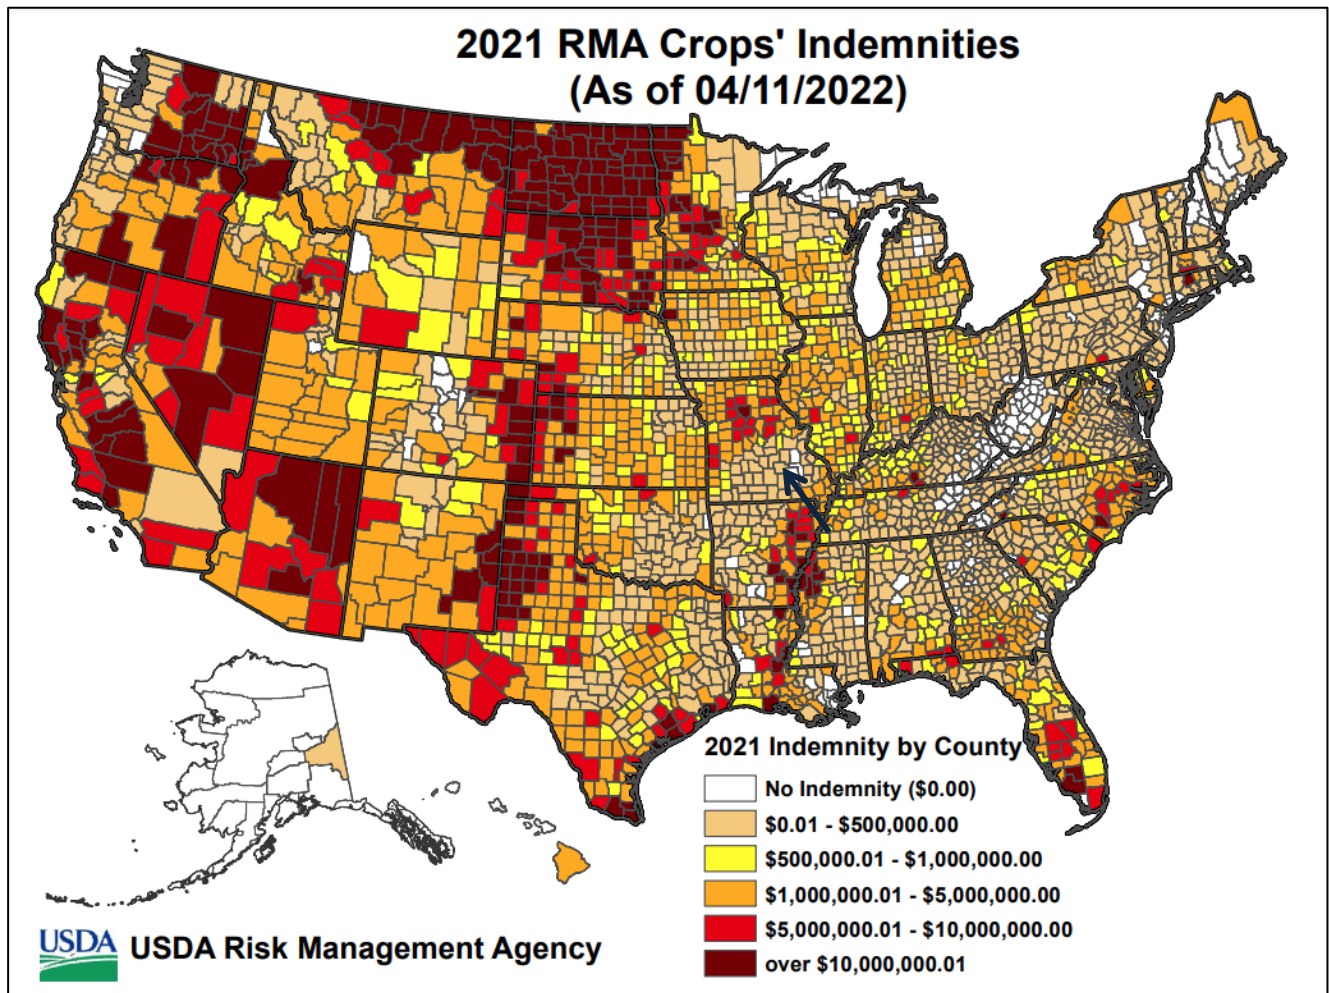 2021 RMA Crops' Indemnities
(As of 04/11/2022)
2021 Indemnity by County
No Indemnity ($0.00)
$0.01 - $500,000.00
$500,000.01 - $1,000,000.00
$1,000,000.01 - $5,000,000.00
$5,000,000.01 - $10,000,000.00
over $10,000,000.01
USDA
USDA Risk Management Agency